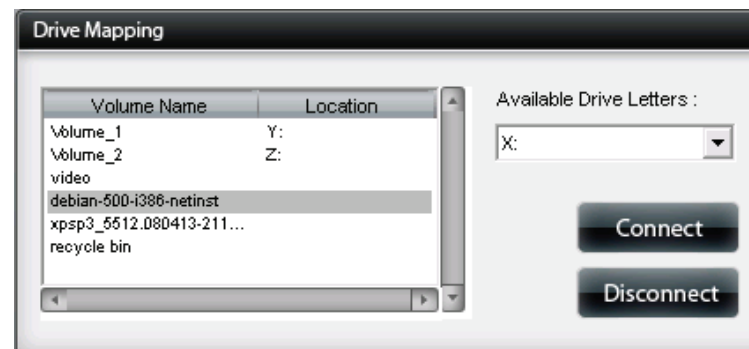 Drive Mapping
Volume Name Location
Available Drive Letters :
Volume_1 Y:
X:
Volume_2 Z:
video
debian-500-i386-netinst
xpsp3_5512.080413-211...
Connect
recycle bin
Disconnect